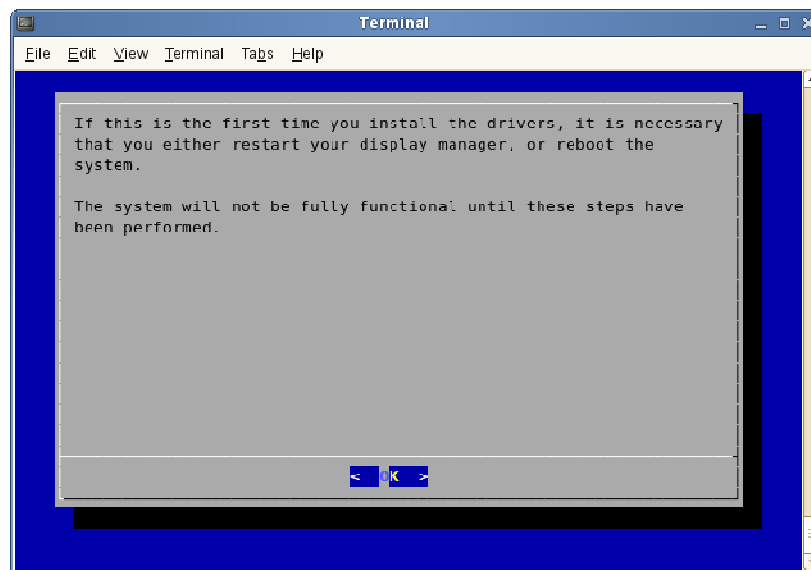 Terminal
File Edit View Terminal Tabs Help
If this is the first time you install the drivers, it is necessary
that you either restart your display manager, or reboot the
system.
The system will not be fully functional until these steps have
been performed.
< OK >